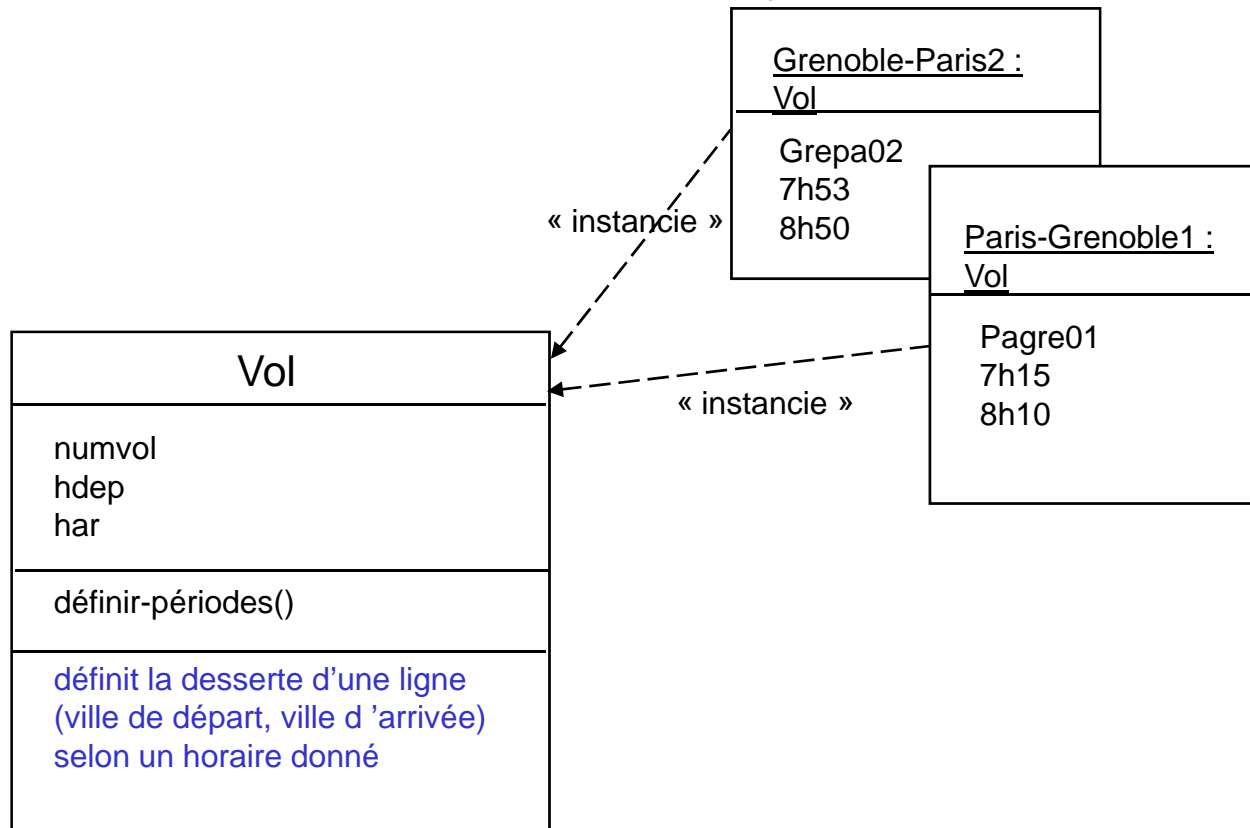 Grenoble-Paris2 :
Vol
Grepa02
7h53
8h50
« instancie »
Paris-Grenoble1 :
Vol
Pagre01
7h15
8h10
« instancie »
Vol
numvol
hdep
har
définir-périodes()
définit la desserte d’une ligne
(ville de départ, ville d ’arrivée)
selon un horaire donné